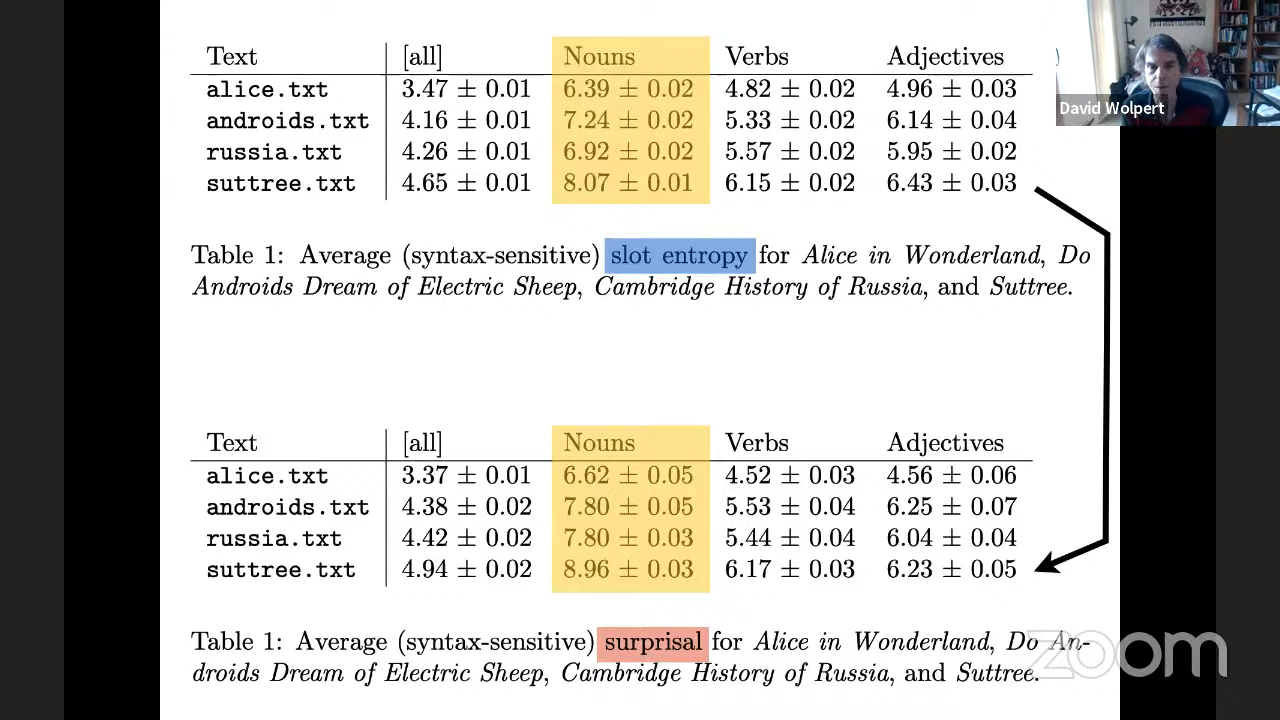 Text [all] Nouns Verbs Adjectives
alice.txt 3.47 ± 0.01 6.39 ± 0.02 4.82 ± 0.02 4.96 ± 0.03
androids.txt 4.16 ± 0.01 7.24 ± 0.02 5.33 ± 0.02 6.14 ± 0.04
russia.txt 4.26 ± 0.01 6.92 ± 0.02 5.57 ± 0.02 5.95 ± 0.02
suttree.txt 4.65 ± 0.01 8.07 ± 0.01 6.15 ± 0.02 6.43 ± 0.03
David Wolpert
Table 1: Average (syntax-sensitive) slot entropy for Alice in Wonderland, Do
Androids Dream of Electric Sheep, Cambridge History of Russia, and Suttree.
Text [all] Nouns Verbs Adjectives
alice.txt 3.37 ± 0.01 6.62 ± 0.05 4.52 ± 0.03 4.56 ± 0.06
androids.txt 4.38 ± 0.02 7.80 ± 0.05 5.53 ± 0.04 6.25 ± 0.07
russia.txt 4.42 ± 0.02 7.80 ± 0.03 5.44 ± 0.04 6.04 ± 0.04
suttree.txt 4.94 ± 0.02 8.96 ± 0.03 6.17 ± 0.03 6.23 ± 0.05
Table 1: Average (syntax-sensitive) surprisal for Alice in Wonderland, Do An-
droids Dream of Electric Sheep, Cambridge History of Russia, and Suttree.
zoom